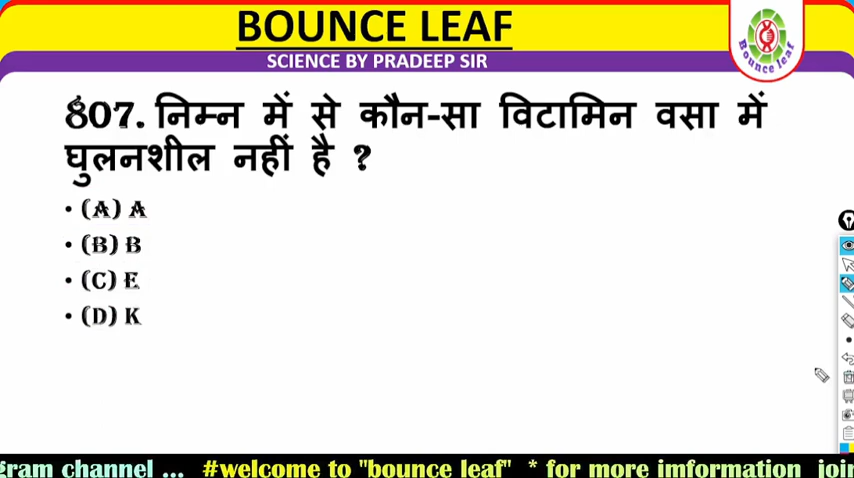 BOUNCE LEAF
SCIENCE BY PRADEEP SIR
Bounce leaf
807. निम्न में से कौन-सा विटामिन वसा में
घुलनशील नहीं है ?
• (A) A
• (B) B
• (C) E
• (D) K
gram channel ... #welcome to "bounce leaf" * for more imformation join